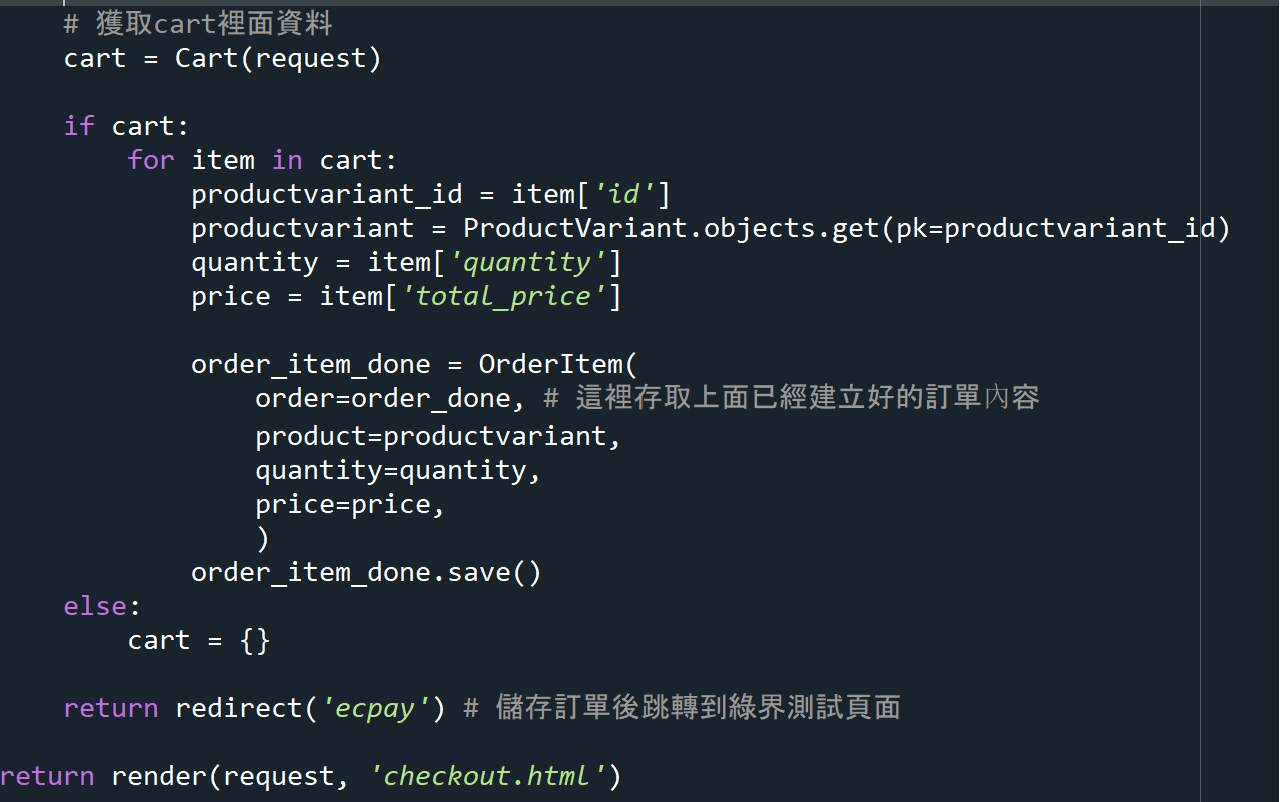 # 獲取cart裡面資料
cart = Cart(request)
if cart:
for item in cart:
productvariant_id = item['id']
productvariant = ProductVariant.objects.get(pk=productvariant_id)
quantity = item['quantity']
price = item['total_price']
order_item_done = OrderItem(
order=order_done, # 這裡存取上面已經建立好的訂單內容
product=productvariant,
quantity=quantity,
price=price,
)
order_item_done.save()
else:
cart = {}
return redirect('ecpay') # 儲存訂單後跳轉到綠界測試頁面
return render(request, 'checkout.html')